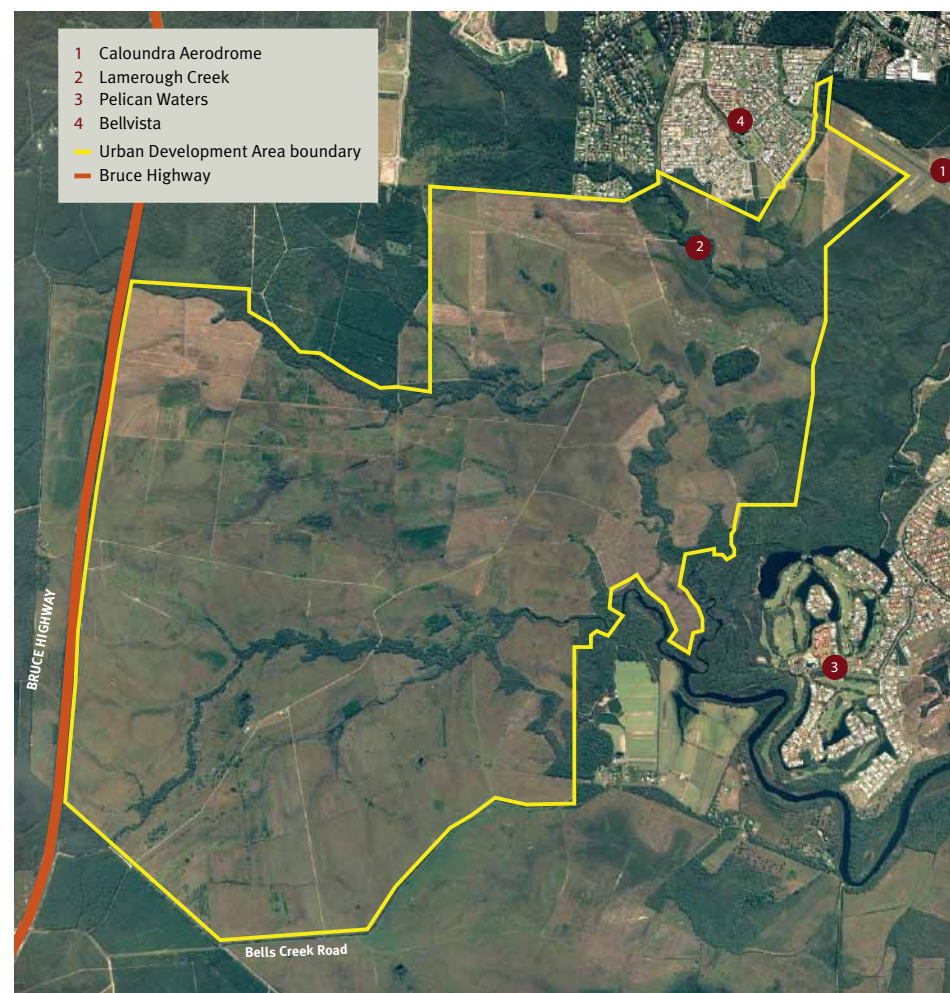 1 Caloundra Aerodrome
2 Lamerough Creek
3 Pelican Waters
4 Bellvista
Urban Development Area boundary
Bruce Highway
4
1
2
BRUCE HIGHWAY
3
Bells Creek Road